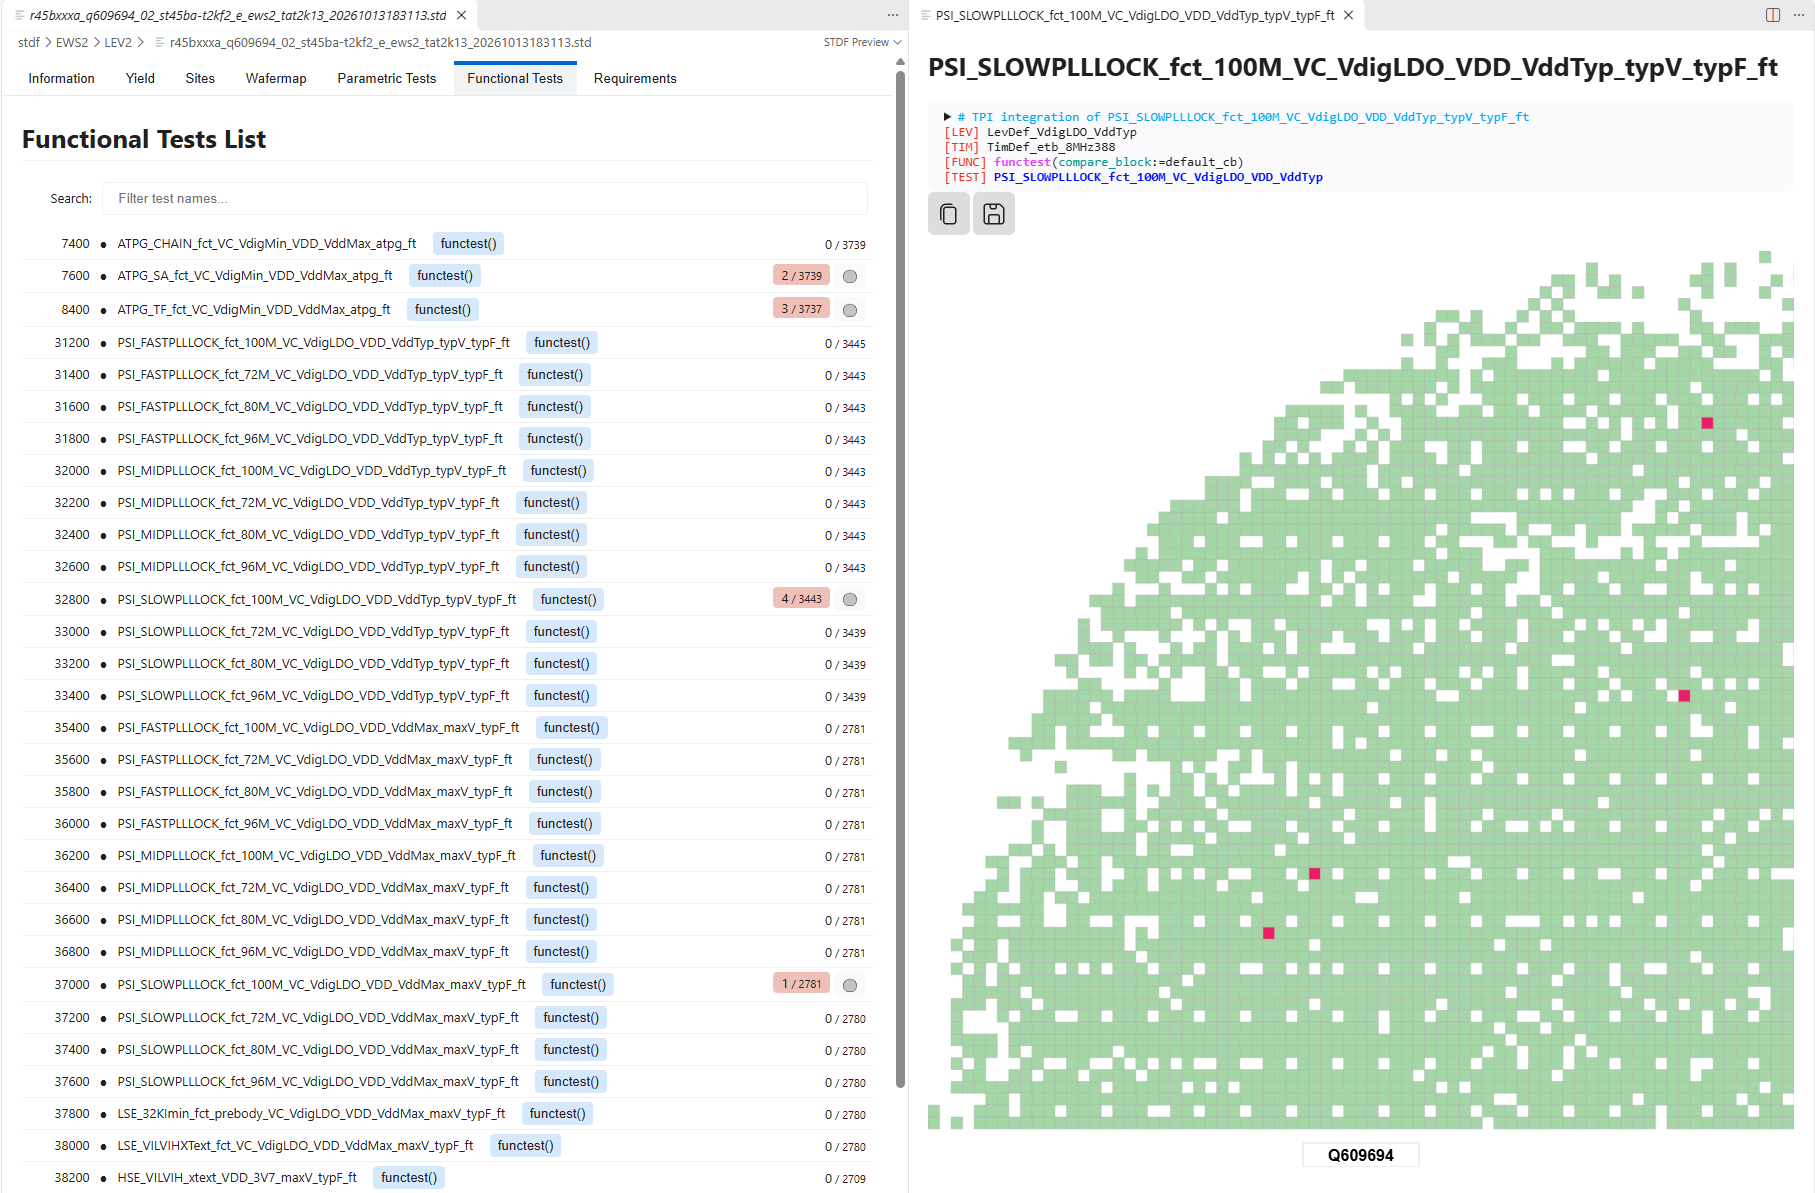 r45bxxxa_q609694_02_st45ba-t2kf2_e_ews2_tat2k13_20261013183113.std
stdf > EWS2 > LEV2 > r45bxxxa_q609694_02_st45ba-t2kf2_e_ews2_tat2k13_20261013183113.std STDF Preview
Information Yield Sites Wafermap Parametric Tests Functional Tests Requirements
Functional Tests List
Search: Filter test names...
7400 ● ATPG_CHAIN_fct_VC_VdigMin_VDD_VddMax_atpg_ft functest() 0 / 3739
7600 ● ATPG_SA_fct_VC_VdigMin_VDD_VddMax_atpg_ft functest() 2 / 3739
8400 ● ATPG_TF_fct_VC_VdigMin_VDD_VddMax_atpg_ft functest() 3 / 3737
31200 ● PSI_FASTPLLLOCK_fct_100M_VC_VdigLDO_VDD_VddTyp_typV_typF_ft functest() 0 / 3445
31400 ● PSI_FASTPLLLOCK_fct_72M_VC_VdigLDO_VDD_VddTyp_typV_typF_ft functest() 0 / 3443
31600 ● PSI_FASTPLLLOCK_fct_80M_VC_VdigLDO_VDD_VddTyp_typV_typF_ft functest() 0 / 3443
31800 ● PSI_FASTPLLLOCK_fct_96M_VC_VdigLDO_VDD_VddTyp_typV_typF_ft functest() 0 / 3443
32000 ● PSI_MIDPLLLOCK_fct_100M_VC_VdigLDO_VDD_VddTyp_typV_typF_ft functest() 0 / 3443
32200 ● PSI_MIDPLLLOCK_fct_72M_VC_VdigLDO_VDD_VddTyp_typV_typF_ft functest() 0 / 3443
32400 ● PSI_MIDPLLLOCK_fct_80M_VC_VdigLDO_VDD_VddTyp_typV_typF_ft functest() 0 / 3443
32600 ● PSI_MIDPLLLOCK_fct_96M_VC_VdigLDO_VDD_VddTyp_typV_typF_ft functest() 0 / 3443
32800 ● PSI_SLOWPLLLOCK_fct_100M_VC_VdigLDO_VDD_VddTyp_typV_typF_ft functest() 4 / 3443
33000 ● PSI_SLOWPLLLOCK_fct_72M_VC_VdigLDO_VDD_VddTyp_typV_typF_ft functest() 0 / 3439
33200 ● PSI_SLOWPLLLOCK_fct_80M_VC_VdigLDO_VDD_VddTyp_typV_typF_ft functest() 0 / 3439
33400 ● PSI_SLOWPLLLOCK_fct_96M_VC_VdigLDO_VDD_VddTyp_typV_typF_ft functest() 0 / 3439
35400 ● PSI_FASTPLLLOCK_fct_100M_VC_VdigLDO_VDD_VddMax_maxV_typF_ft functest() 0 / 2781
35600 ● PSI_FASTPLLLOCK_fct_72M_VC_VdigLDO_VDD_VddMax_maxV_typF_ft functest() 0 / 2781
35800 ● PSI_FASTPLLLOCK_fct_80M_VC_VdigLDO_VDD_VddMax_maxV_typF_ft functest() 0 / 2781
36000 ● PSI_FASTPLLLOCK_fct_96M_VC_VdigLDO_VDD_VddMax_maxV_typF_ft functest() 0 / 2781
36200 ● PSI_MIDPLLLOCK_fct_100M_VC_VdigLDO_VDD_VddMax_maxV_typF_ft functest() 0 / 2781
36400 ● PSI_MIDPLLLOCK_fct_72M_VC_VdigLDO_VDD_VddMax_maxV_typF_ft functest() 0 / 2781
36600 ● PSI_MIDPLLLOCK_fct_80M_VC_VdigLDO_VDD_VddMax_maxV_typF_ft functest() 0 / 2781
36800 ● PSI_MIDPLLLOCK_fct_96M_VC_VdigLDO_VDD_VddMax_maxV_typF_ft functest() 0 / 2781
37000 ● PSI_SLOWPLLLOCK_fct_100M_VC_VdigLDO_VDD_VddMax_maxV_typF_ft functest() 1 / 2781
37200 ● PSI_SLOWPLLLOCK_fct_72M_VC_VdigLDO_VDD_VddMax_maxV_typF_ft functest() 0 / 2780
37400 ● PSI_SLOWPLLLOCK_fct_80M_VC_VdigLDO_VDD_VddMax_maxV_typF_ft functest() 0 / 2780
37600 ● PSI_SLOWPLLLOCK_fct_96M_VC_VdigLDO_VDD_VddMax_maxV_typF_ft functest() 0 / 2780
37800 ● LSE_32KImin_fct_prebody_VC_VdigLDO_VDD_VddMax_maxV_typF_ft functest() 0 / 2780
38000 ● LSE_VILVIHXText_fct_VC_VdigLDO_VDD_VddMax_maxV_typF_ft functest() 0 / 2780
38200 ● HSE_VILVIH_xtext_VDD_3V7_maxV_typF_ft functest() 0 / 2709
PSI_SLOWPLLLOCK_fct_100M_VC_VdigLDO_VDD_VddTyp_typV_typF_ft
PSI_SLOWPLLLOCK_fct_100M_VC_VdigLDO_VDD_VddTyp_typV_typF_ft
# TPI integration of PSI_SLOWPLLLOCK_fct_100M_VC_VdigLDO_VDD_VddTyp_typV_typF_ft
[LEV] LevDef_VdigLDO_VddTyp
[TIM] TimDef_etb_8MHz388
[FUNC] functest(compare_block:=default_cb)
[TEST] PSI_SLOWPLLLOCK_fct_100M_VC_VdigLDO_VDD_VddTyp
Q609694